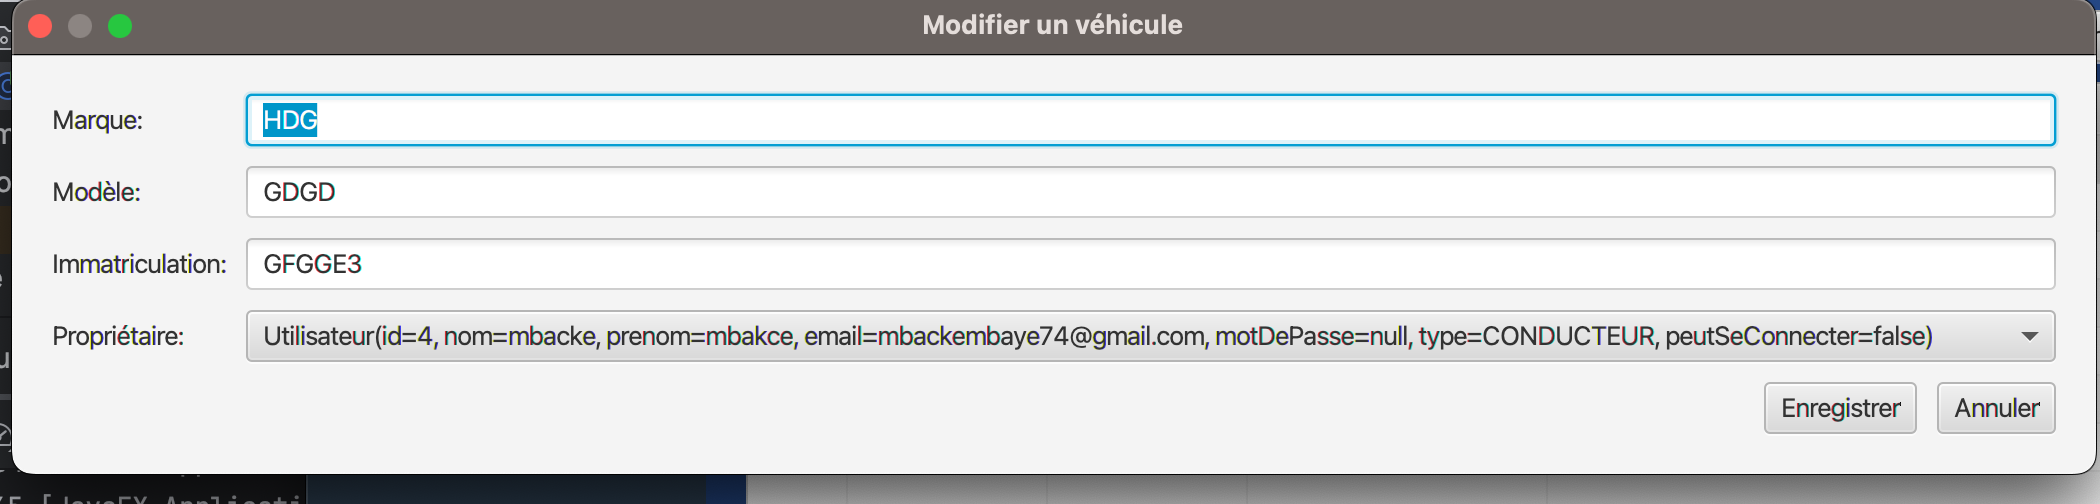 Modifier un véhicule
Marque: HDG
Modèle: GDGD
Immatriculation: GFGGE3
Propriétaire: Utilisateur(id=4, nom=mbacke, prenom=mbakce, email=mbackembaye74@gmail.com, motDePasse=null, type=CONDUCTEUR, peutSeConnecter=false)
Enregistrer Annuler